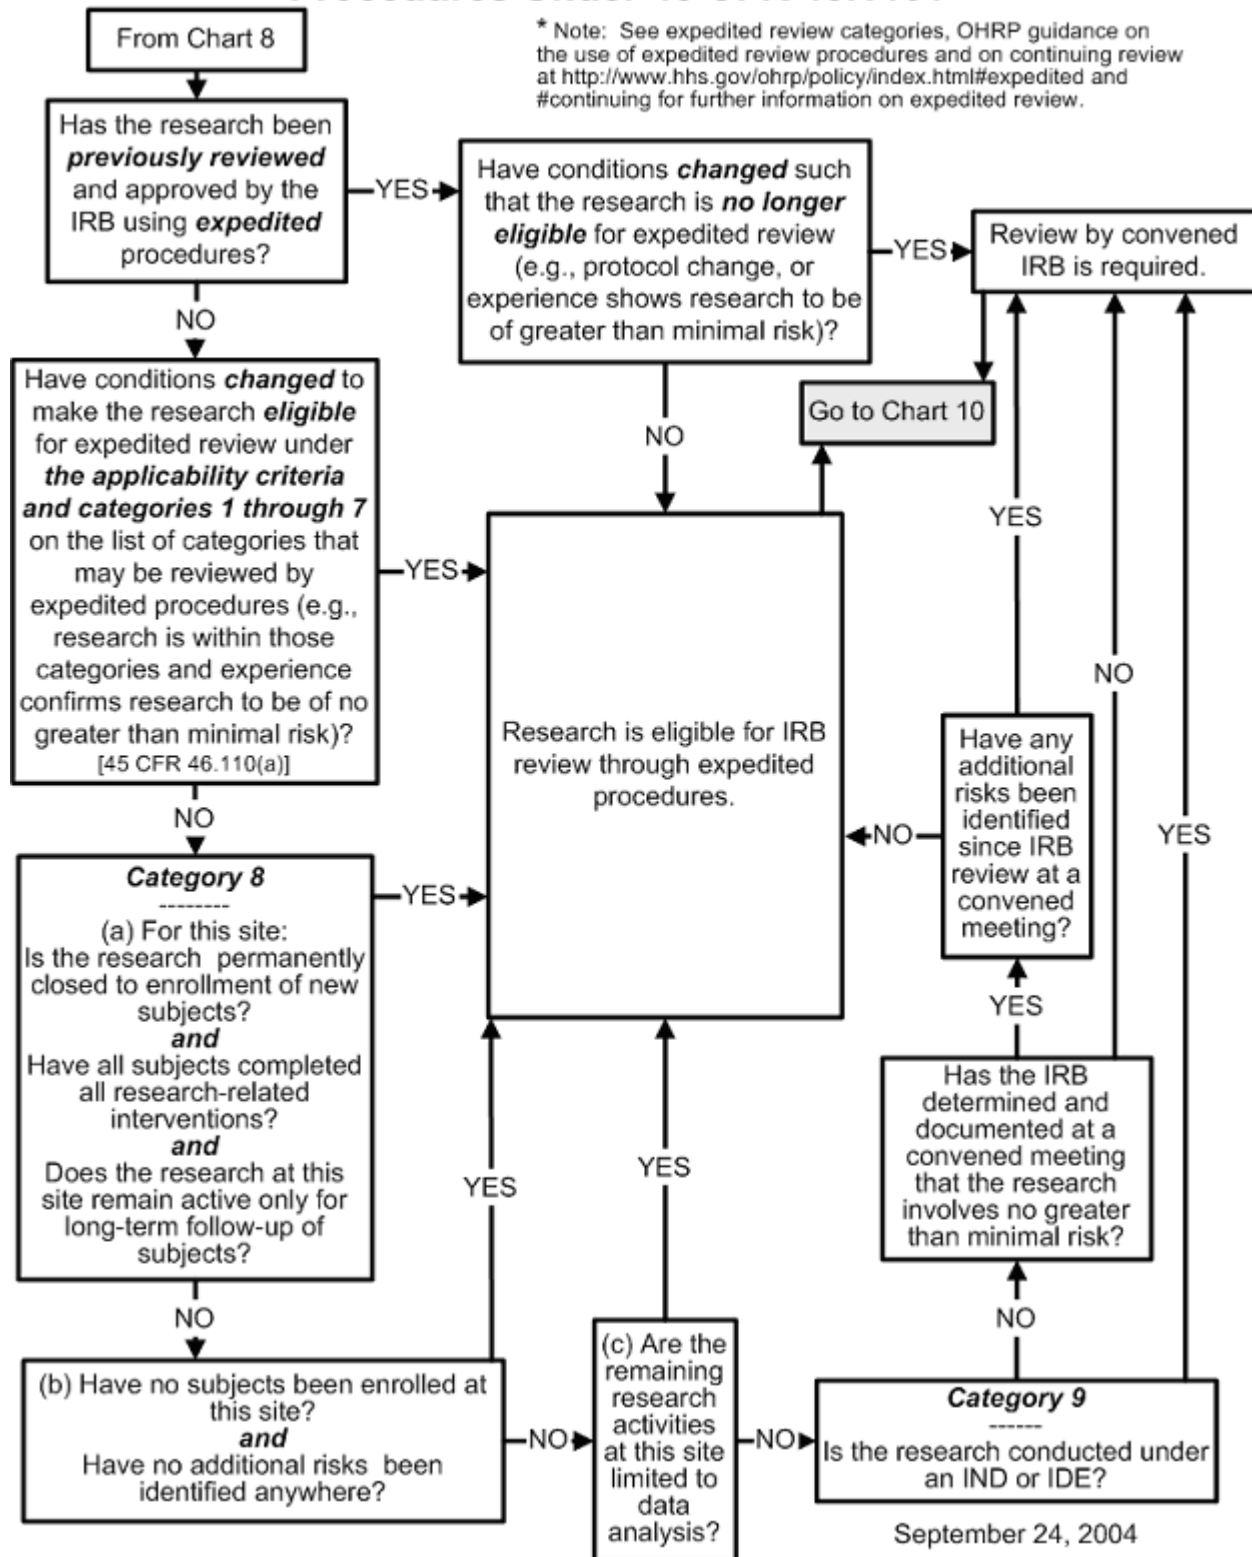 From Chart 8
* Note: See expedited review categories, OHRP guidance on
the use of expedited review procedures and on continuing review
at http://www.hhs.gov/ohrp/policy/index.html#expedited and
#continuing for further information on expedited review.
Has the research been
previously reviewed
and approved by the
IRB using expedited
procedures?
YES
Have conditions changed such
that the research is no longer
eligible for expedited review
(e.g., protocol change, or
experience shows research to be
of greater than minimal risk)?
YES
Review by convened
IRB is required.
NO
Have conditions changed to
make the research eligible
for expedited review under
the applicability criteria
and categories 1 through 7
on the list of categories that
may be reviewed by
expedited procedures (e.g.,
research is within those
categories and experience
confirms research to be of no
greater than minimal risk)?
[45 CFR 46.110(a)]
NO
Go to Chart 10
YES
YES
NO
YES
Research is eligible for IRB
review through expedited
procedures.
Have any
additional
risks been
identified
since IRB
review at a
convened
meeting?
NO
NO
Category 8
--------
(a) For this site:
Is the research permanently
closed to enrollment of new
subjects?
and
Have all subjects completed
all research-related
interventions?
and
Does the research at this
site remain active only for
long-term follow-up of
subjects?
YES
YES
Has the IRB
determined and
documented at a
convened meeting
that the research
involves no greater
than minimal risk?
YES
YES
NO
NO
(b) Have no subjects been enrolled at
this site?
and
Have no additional risks been
identified anywhere?
NO
(c) Are the
remaining
research
activities
at this site
limited to
data
analysis?
NO
Category 9
------
Is the research conducted under
an IND or IDE?
September 24, 2004